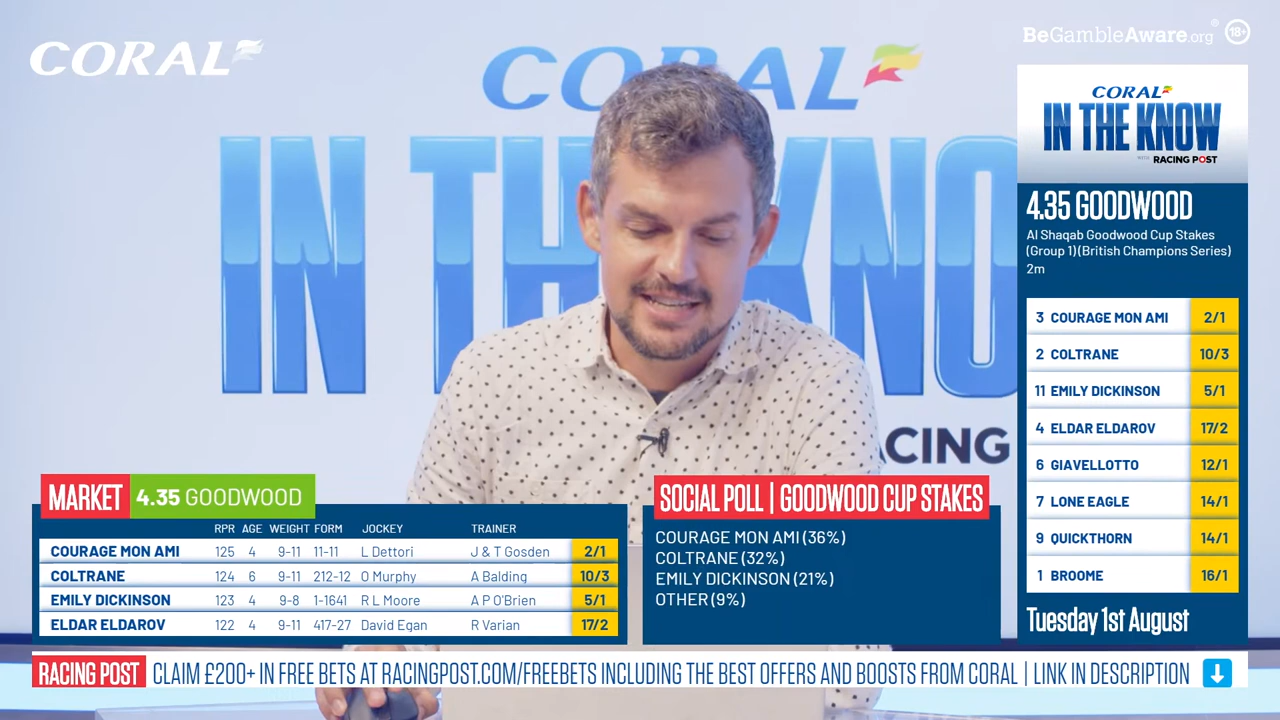 CORAL
BeGambleAware.org® 18+
CORAL
IN THE KNO
ACING
CORAL
IN THE KNOW
WITH RACING POST
4.35 GOODWOOD
Al Shaqab Goodwood Cup Stakes
(Group 1)(British Champions Series)
2m
3 COURAGE MON AMI 2/1
2 COLTRANE 10/3
11 EMILY DICKINSON 5/1
4 ELDAR ELDAROV 17/2
6 GIAVELLOTTO 12/1
7 LONE EAGLE 14/1
9 QUICKTHORN 14/1
1 BROOME 16/1
Tuesday 1st August
MARKET 4.35 GOODWOOD
RPR AGE WEIGHT FORM JOCKEY TRAINER
COURAGE MON AMI 125 4 9-11 11-11 L Dettori J & T Gosden 2/1
COLTRANE 124 6 9-11 212-12 O Murphy A Balding 10/3
EMILY DICKINSON 123 4 9-8 1-1641 R L Moore A P O'Brien 5/1
ELDAR ELDAROV 122 4 9-11 417-27 David Egan R Varian 17/2
SOCIAL POLL | GOODWOOD CUP STAKES
COURAGE MON AMI (36%)
COLTRANE (32%)
EMILY DICKINSON (21%)
OTHER (9%)
RACING POST CLAIM £200+ IN FREE BETS AT RACINGPOST.COM/FREEBETS INCLUDING THE BEST OFFERS AND BOOSTS FROM CORAL | LINK IN DESCRIPTION